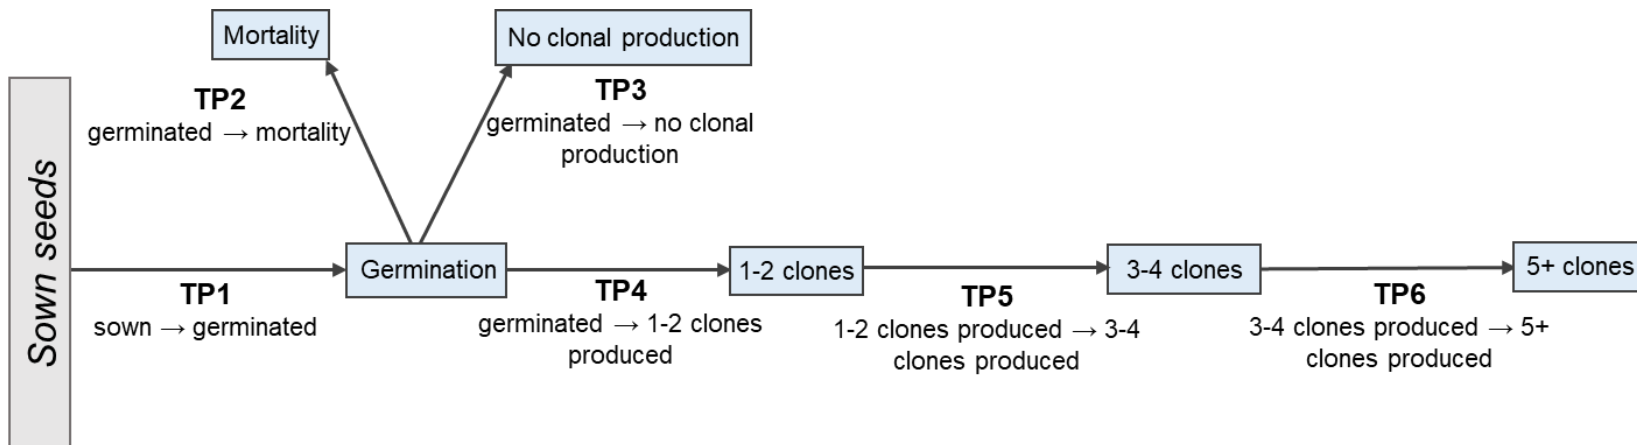 Sown seeds
Mortality
TP2
germinated → mortality
No clonal production
TP3
germinated → no clonal
production
Germination
TP1
sown → germinated
TP4
germinated → 1-2 clones
produced
1-2 clones
TP5
1-2 clones produced → 3-4
clones produced
3-4 clones
TP6
3-4 clones produced → 5+
clones produced
5+ clones